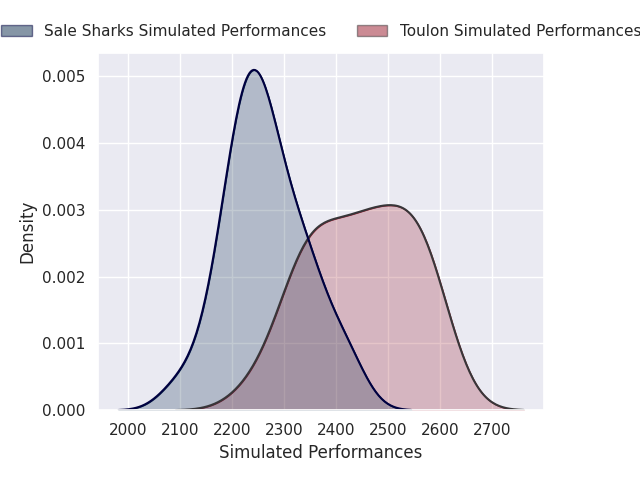 Sale Sharks Simulated Performances Toulon Simulated Performances
0.005
0.004
0.003
0.002
0.001
0.000
Density
2000 2100 2200 2300 2400 2500 2600 2700
Simulated Performances